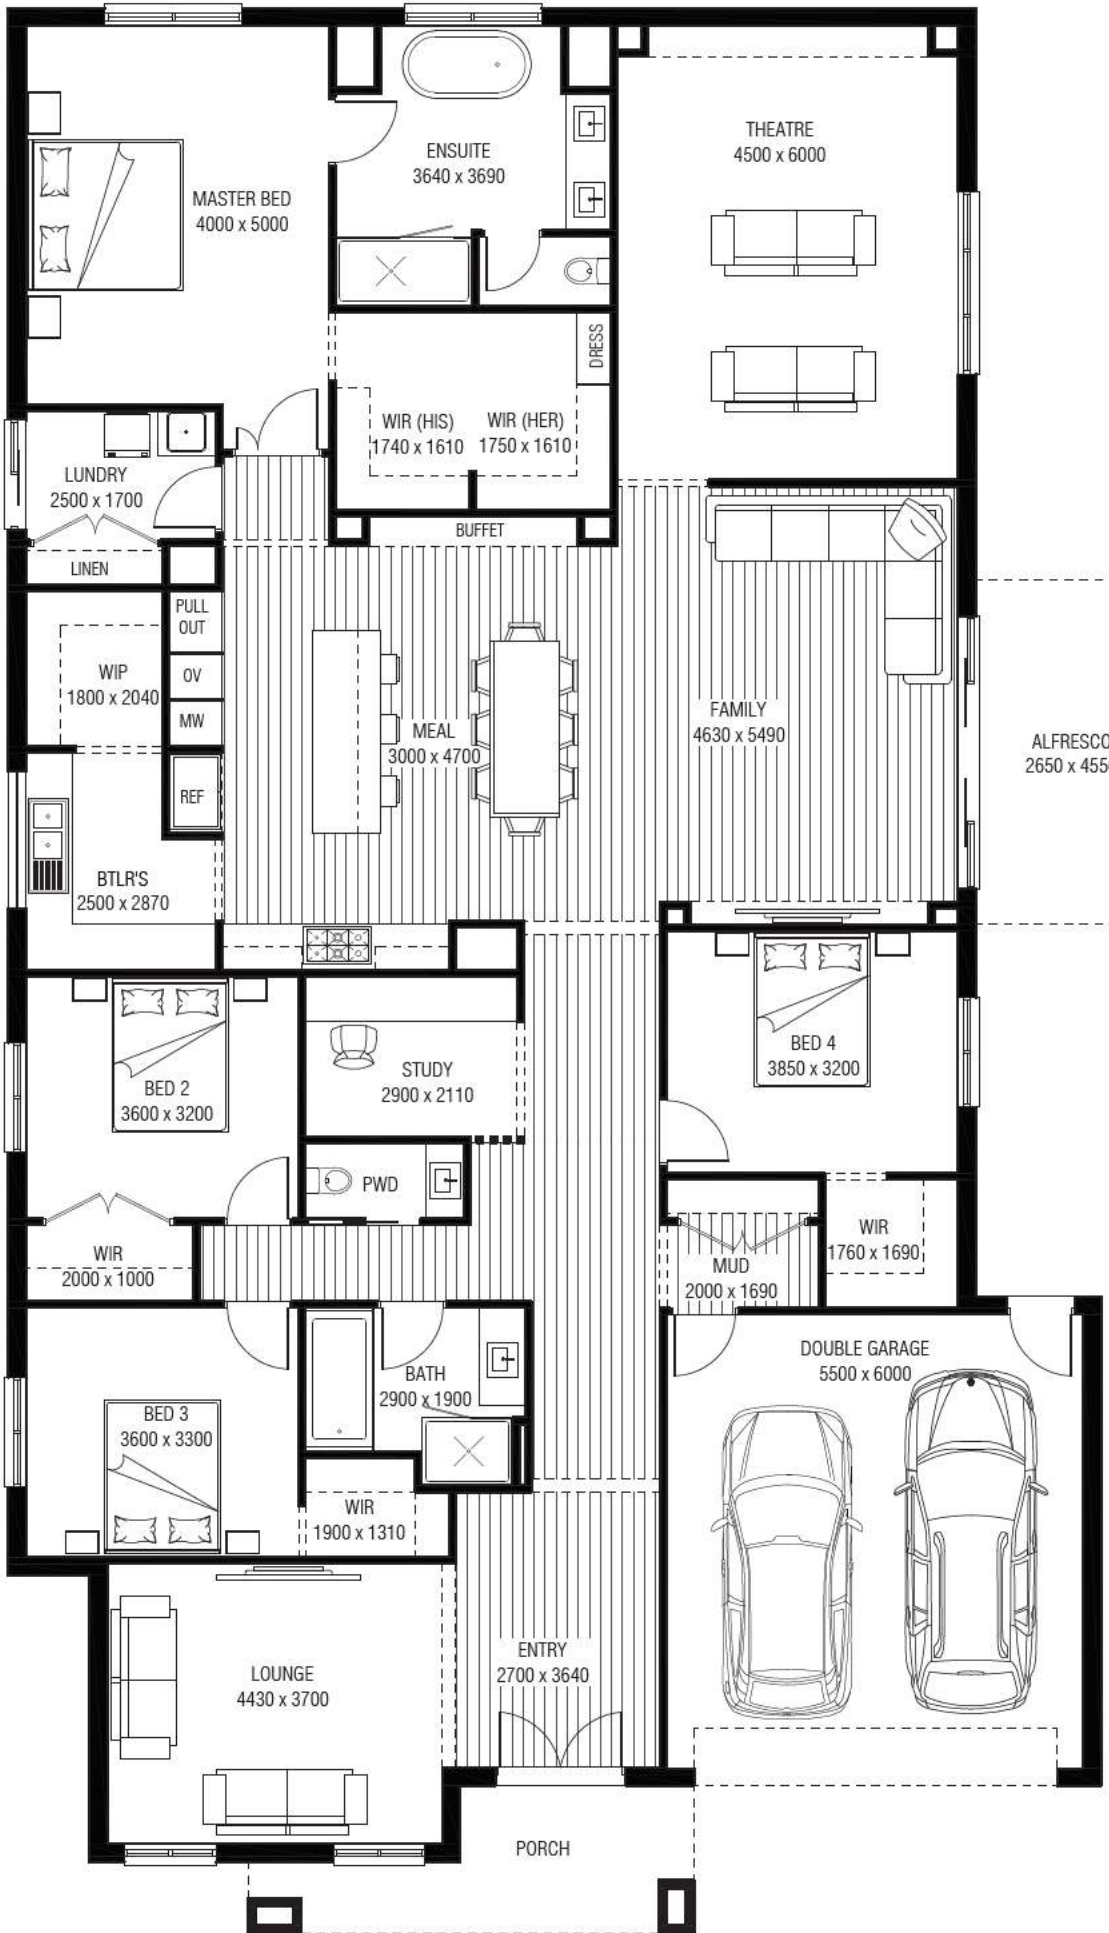 THEATRE
4500 x 6000
ENSUITE
3640 x 3690
MASTER BED
4000 x 5000
DRESS
WIR (HIS)
1740 x 1610
WIR (HER)
1750 x 1610
LUNDRY
2500 x 1700
BUFFET
LINEN
PULL
OUT
OV
MW
REF
WIP
1800 x 2040
MEAL
3000 x 4700
FAMILY
4630 x 5490
ALFRESCO
2650 x 455
BTLR'S
2500 x 2870
BED 4
3850 x 3200
STUDY
2900 x 2110
BED 2
3600 x 3200
PWD
WIR
2000 x 1000
WIR
1760 x 1690
MUD
2000 x 1690
DOUBLE GARAGE
5500 x 6000
BATH
2900 x 1900
BED 3
3600 x 3300
WIR
1900 x 1310
ENTRY
2700 x 3640
LOUNGE
4430 x 3700
PORCH